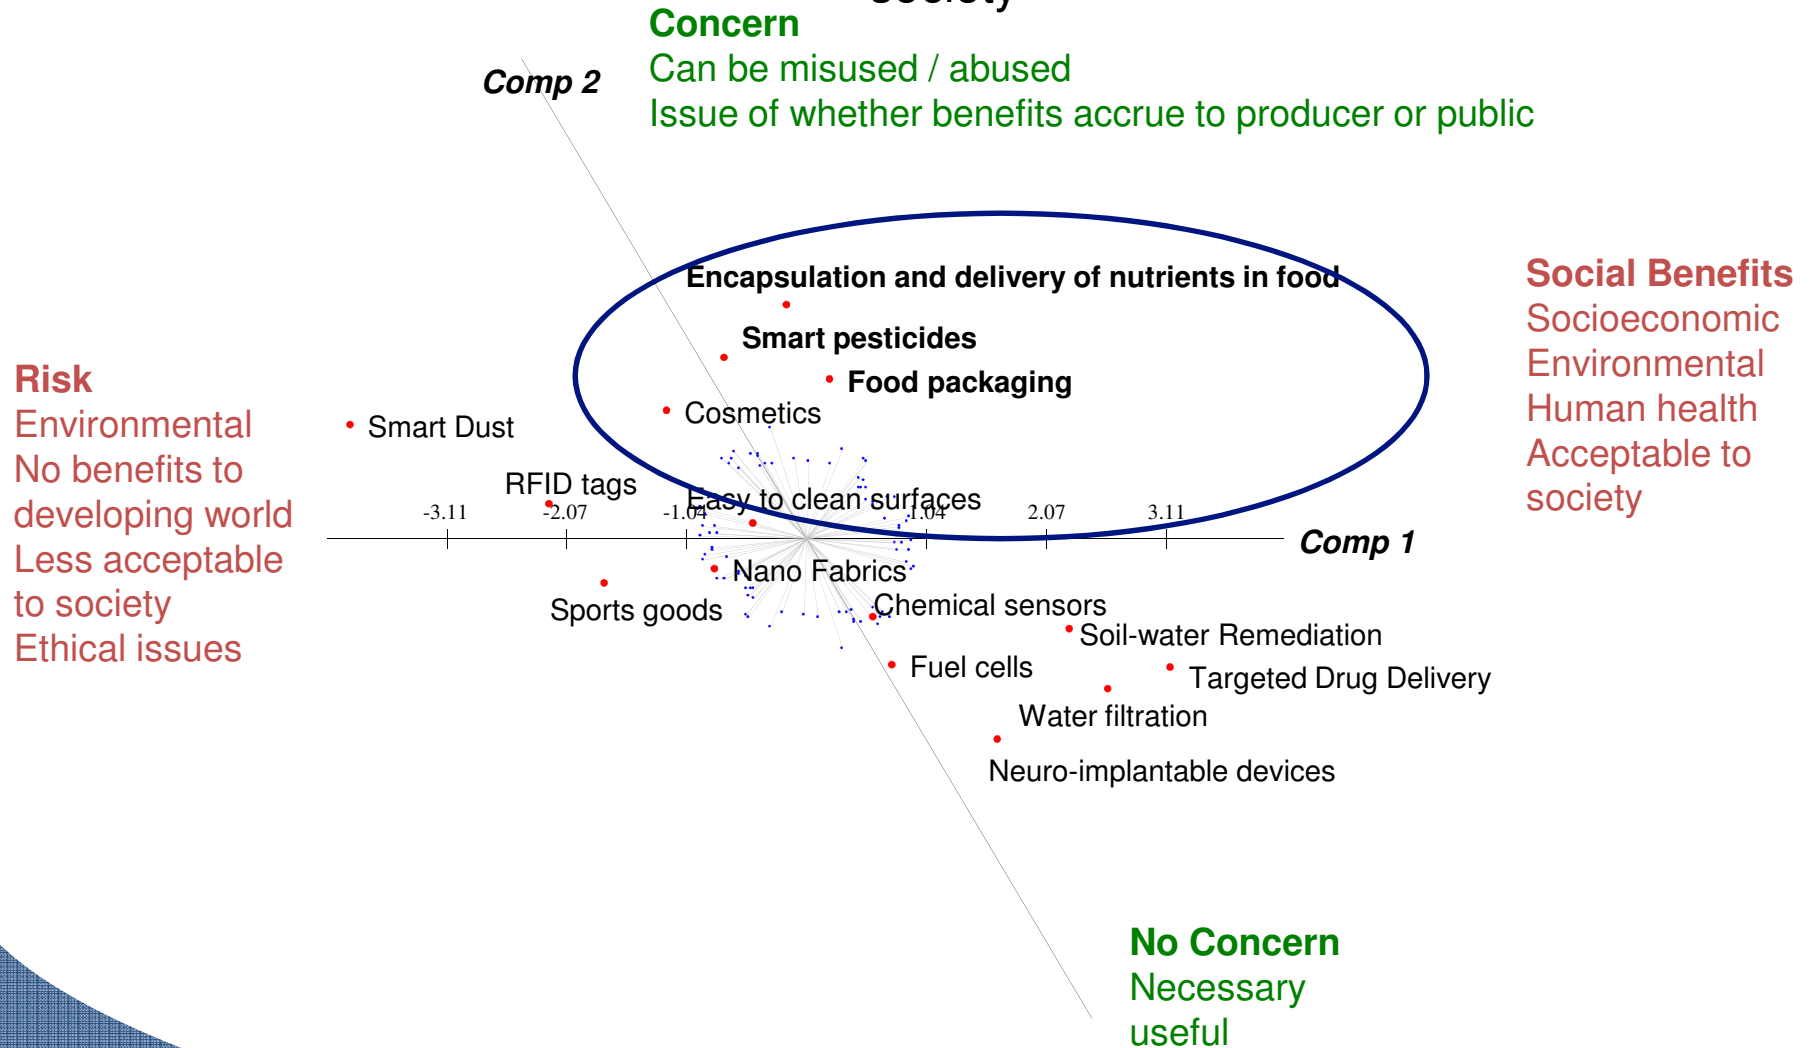 society
Concern
Can be misused / abused
Issue of whether benefits accrue to producer or public
Comp 2
Encapsulation and delivery of nutrients in food
Smart pesticides
Food packaging
Cosmetics
Smart Dust
RFID tags
Easy to clean surfaces
-3.11 -2.07 -1.04 1.04 2.07 3.11
Comp 1
Nano Fabrics
Sports goods
Chemical sensors
Soil-water Remediation
Fuel cells
Targeted Drug Delivery
Water filtration
Neuro-implantable devices
Risk
Environmental
No benefits to
developing world
Less acceptable
to society
Ethical issues
Social Benefits
Socioeconomic
Environmental
Human health
Acceptable to
society
No Concern
Necessary
useful